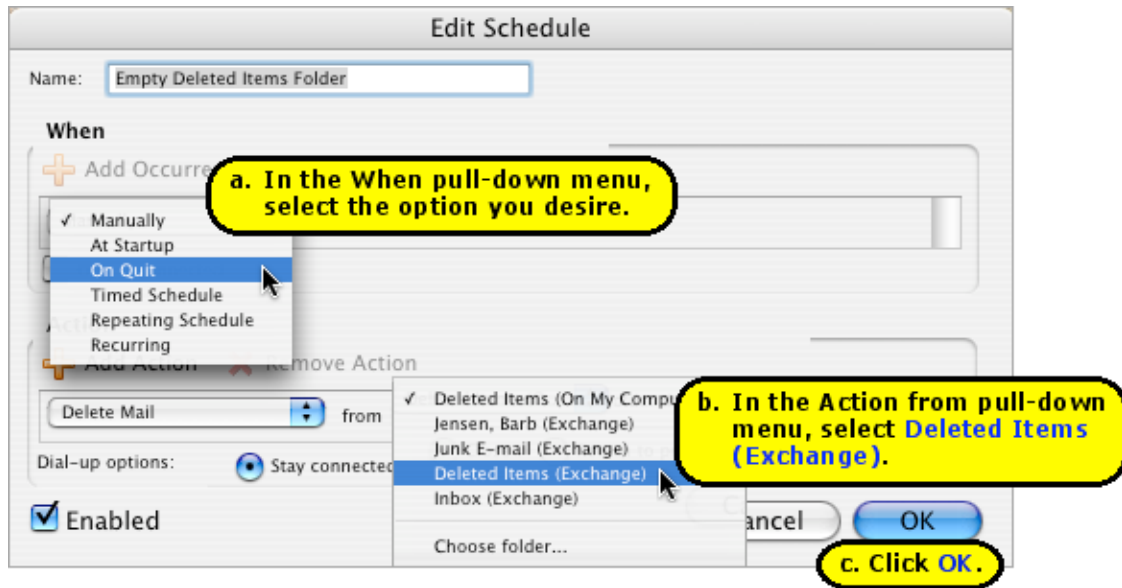 Edit Schedule
Name: Empty Deleted Items Folder
When
Add Occurre
a. In the When pull-down menu,
select the option you desire.
✓ Manually
At Startup
On Quit
Timed Schedule
Repeating Schedule
Recurring
Add Action Remove Action
Delete Mail from
✓ Deleted Items (On My Compu
Jensen, Barb (Exchange)
Junk E-mail (Exchange)
Deleted Items (Exchange)
Inbox (Exchange)
Choose folder...
b. In the Action from pull-down
menu, select Deleted Items
(Exchange).
Dial-up options: Stay connected
Enabled
Cancel OK
c. Click OK.